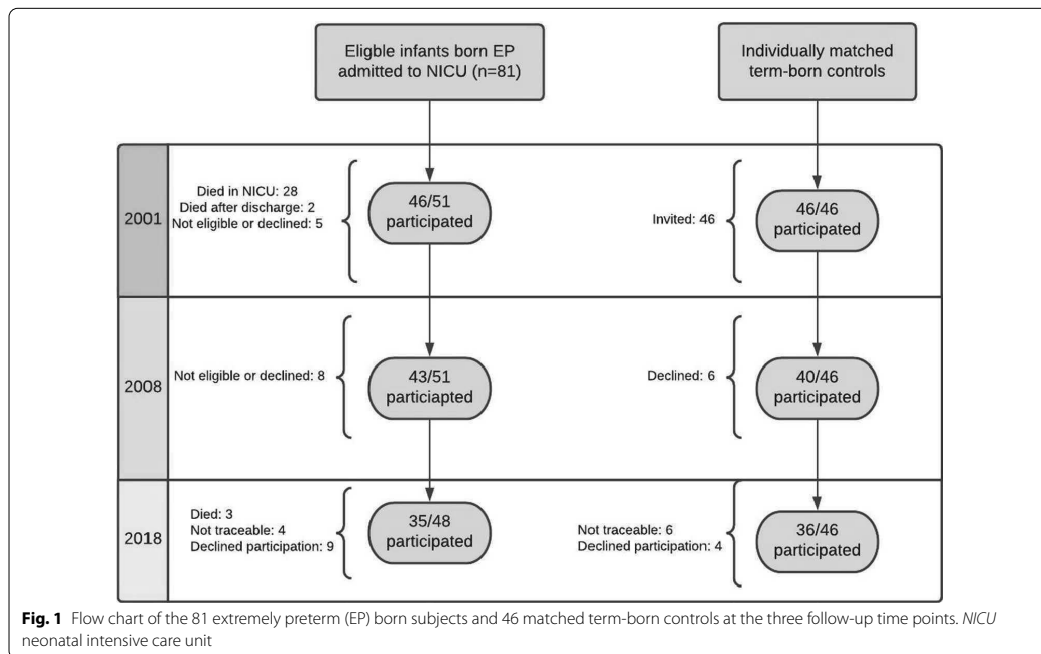 Eligble infants born EP
admitted to NICU (n=81)
Individually matched
term-born controls
2001
Died in NICU: 28
Died after discharge: 2
Not eligible or declined: 5
46/51
participated
Invited: 46
46/46
participated
2008
Not eligible or declined: 8
43/51
particiapted
Declined: 6
40/46
participated
2018
Died: 3
Not traceable: 4
Declined participation: 9
35/48
participated
Not traceable: 6
Declined participation: 4
36/46
participated
Fig. 1 Flow chart of the 81 extremely preterm (EP) born subjects and 46 matched term-born controls at the three follow-up time points. NICU
neonatal intensive care unit